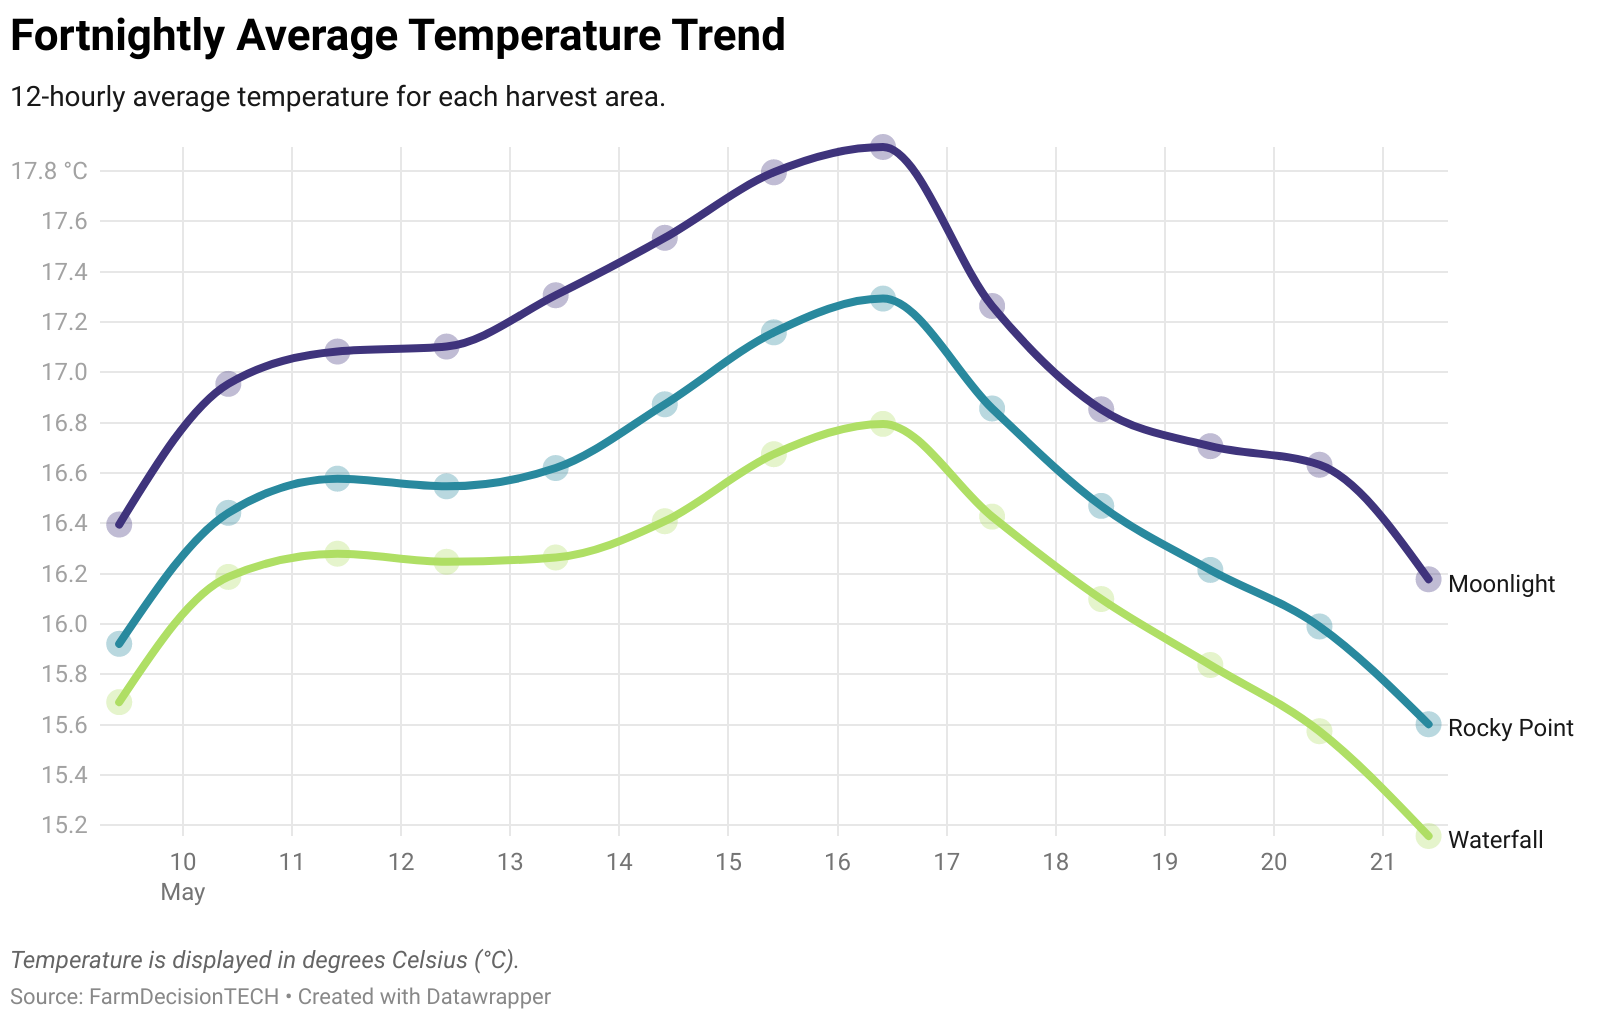 Fortnightly Average Temperature Trend
12-hourly average temperature for each harvest area.
17.8 °C
17.6
17.4
17.2
17.0
16.8
16.6
16.4
16.2
16.0
15.8
15.6
15.4
15.2
Moonlight
Rocky Point
Waterfall
10 11 12 13 14 15 16 17 18 19 20 21
May
Temperature is displayed in degrees Celsius (°C).
Source: FarmDecisionTECH • Created with Datawrapper